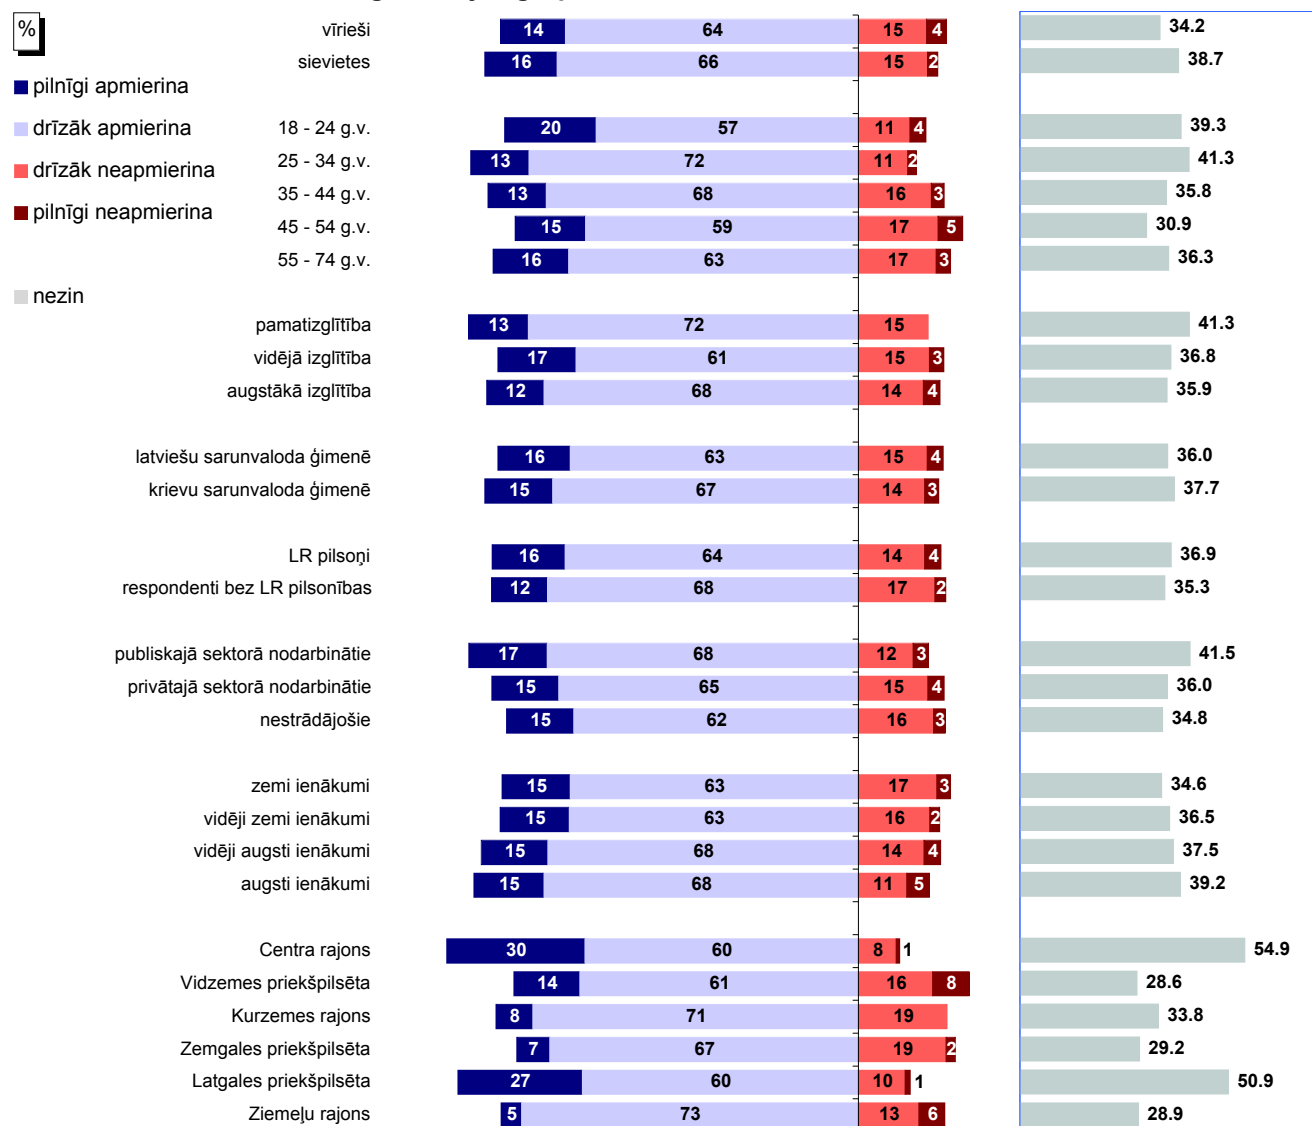 %
pilnīgi apmierina
drīzāk apmierina
drīzāk neapmierina
pilnīgi neapmierina
nezin
vīrieši 14 64 15 4 34.2
sievietes 16 66 15 2 38.7
18 - 24 g.v. 20 57 11 4 39.3
25 - 34 g.v. 13 72 11 2 41.3
35 - 44 g.v. 13 68 16 3 35.8
45 - 54 g.v. 15 59 17 5 30.9
55 - 74 g.v. 16 63 17 3 36.3
pamatizglītība 13 72 15 41.3
vidējā izglītība 17 61 15 3 36.8
augstākā izglītība 12 68 14 4 35.9
latviešu sarunvaloda ģimenē 16 63 15 4 36.0
krievu sarunvaloda ģimenē 15 67 14 3 37.7
LR pilsoņi 16 64 14 4 36.9
respondenti bez LR pilsonības 12 68 17 2 35.3
publiskajā sektorā nodarbinātie 17 68 12 3 41.5
privātajā sektorā nodarbinātie 15 65 15 4 36.0
nestrādājošie 15 62 16 3 34.8
zemi ienākumi 15 63 17 3 34.6
vidēji zemi ienākumi 15 63 16 2 36.5
vidēji augsti ienākumi 15 68 14 4 37.5
augsti ienākumi 15 68 11 5 39.2
Centra rajons 30 60 8 1 54.9
Vidzemes priekšpilsēta 14 61 16 8 28.6
Kurzemes rajons 8 71 19 33.8
Zemgales priekšpilsēta 7 67 19 2 29.2
Latgales priekšpilsēta 27 60 10 1 50.9
Ziemeļu rajons 5 73 13 6 28.9